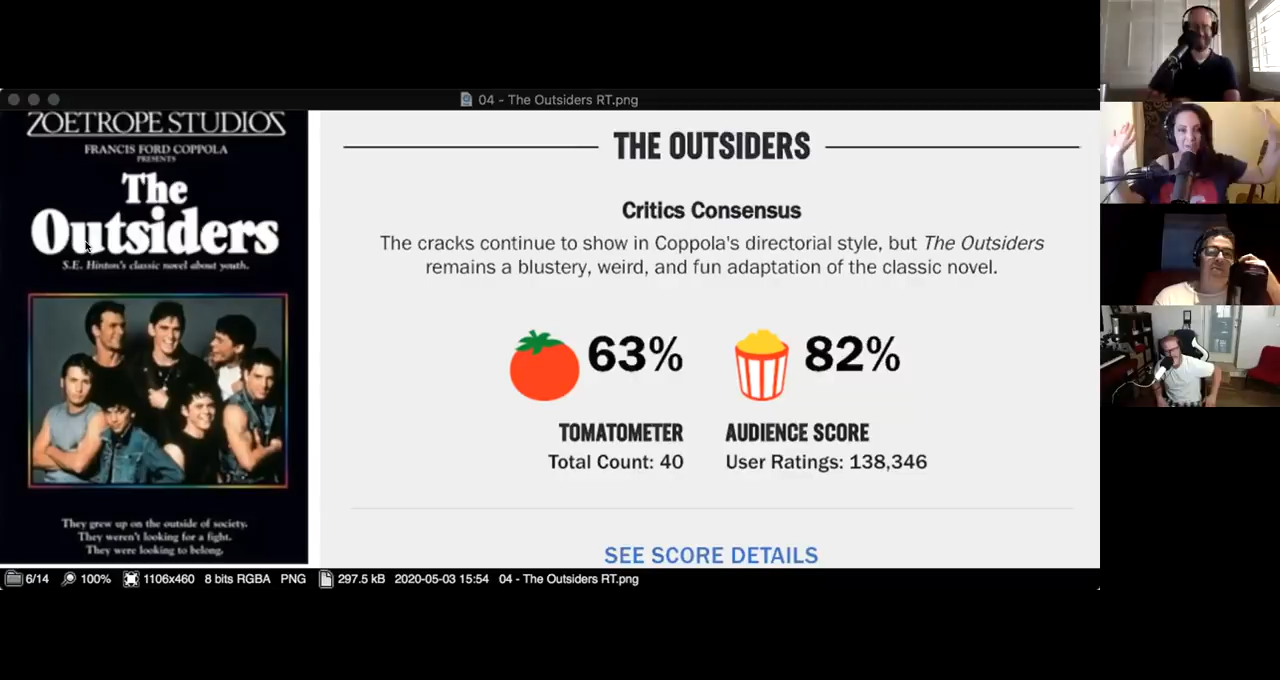 04 - The Outsiders RT.png
ZOETROPE STUDIOS
FRANCIS FORD COPPOLA
PRESENTS
The
Outsiders
S.E. Hinton's classic novel about youth.
They grew up on the outside of society.
They weren't looking for a fight.
They were looking to belong.
THE OUTSIDERS
Critics Consensus
The cracks continue to show in Coppola's directorial style, but The Outsiders
remains a blustery, weird, and fun adaptation of the classic novel.
63% 82%
TOMATOMETER AUDIENCE SCORE
Total Count: 40 User Ratings: 138,346
SEE SCORE DETAILS
6/14 100% 1106x460 8 bits RGBA PNG 297.5 kB 2020-05-03 15:54 04 - The Outsiders RT.png